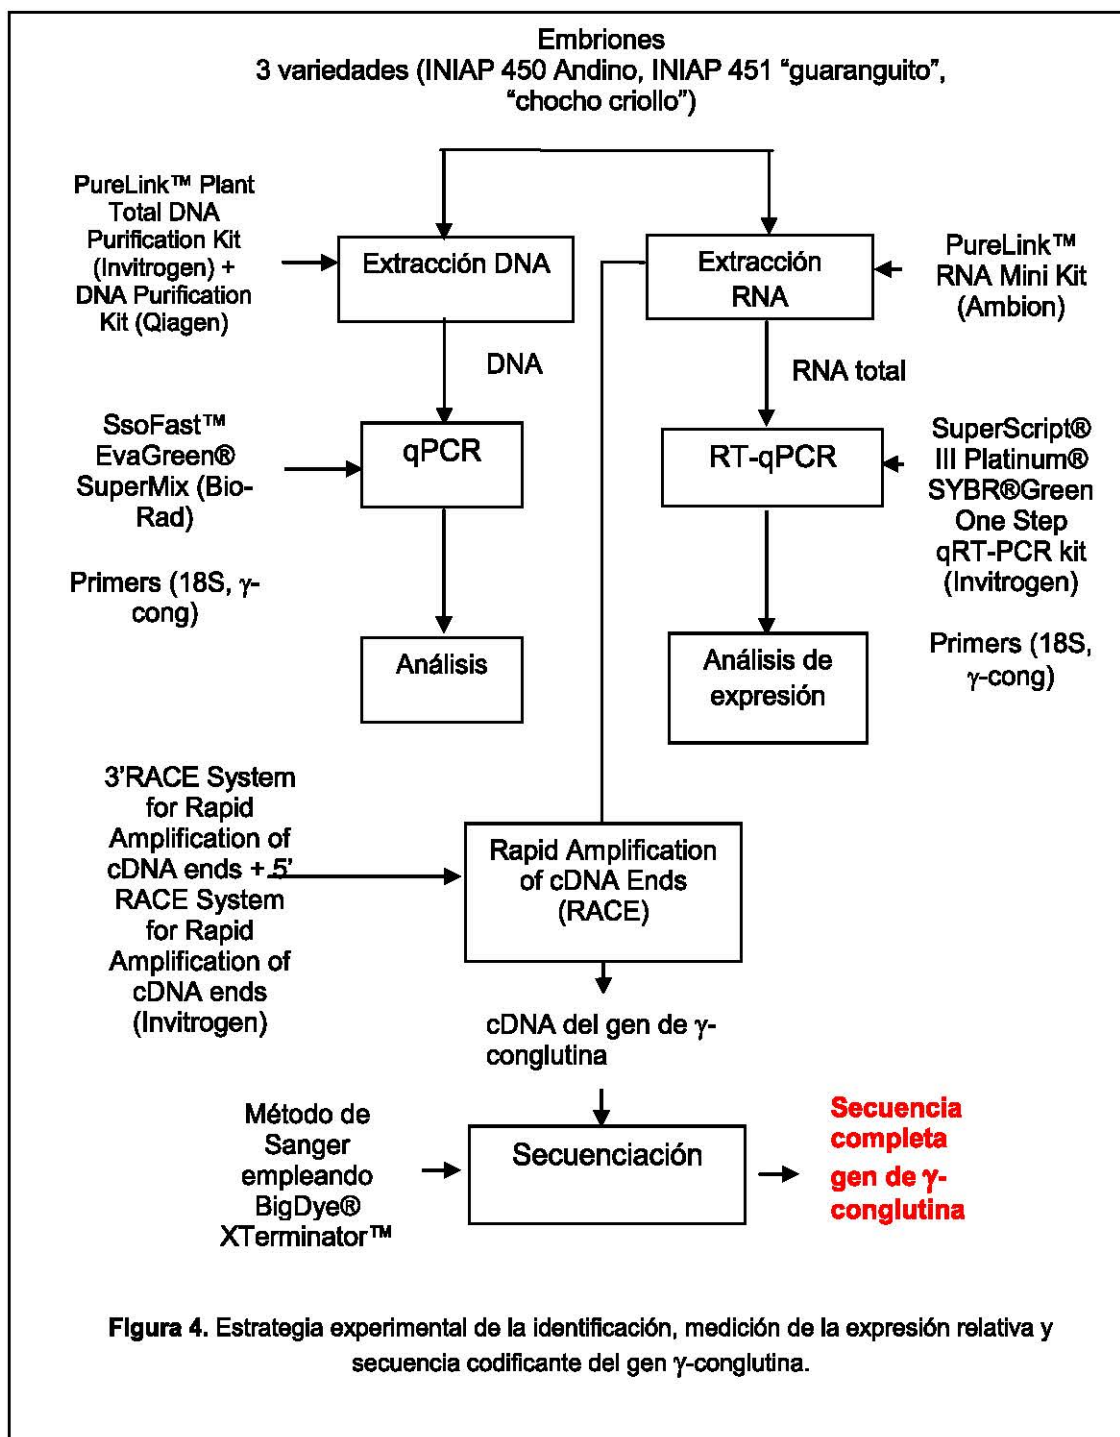 Embriones
3 variedades (INIAP 450 Andino, INIAP 451 “guaranguito”,
“chocho criollo”)
PureLink™ Plant
Total DNA
Purification Kit
(Invitrogen) +
DNA Purification
Kit (Qiagen)
Extracción DNA
Extracción
RNA
PureLink™
RNA Mini Kit
(Ambion)
DNA
RNA total
SsoFast™
EvaGreen®
SuperMix (Bio-
Rad)
Primers (18S, γ-
cong)
qPCR
RT-qPCR
SuperScript®
III Platinum®
SYBR®Green
One Step
qRT-PCR kit
(Invitrogen)
Primers (18S,
γ-cong)
Análisis
Análisis de
expresión
3’RACE System
for Rapid
Amplification of
cDNA ends + 5’
RACE System
for Rapid
Amplification of
cDNA ends
(Invitrogen)
Rapid Amplification
of cDNA Ends
(RACE)
cDNA del gen de γ-
conglutina
Método de
Sanger
empleando
BigDye®
XTerminator™
Secuenciación
Secuencia
completa
gen de γ-
conglutina
Figura 4. Estrategia experimental de la identificación, medición de la expresión relativa y
secuencia codificante del gen γ-conglutina.